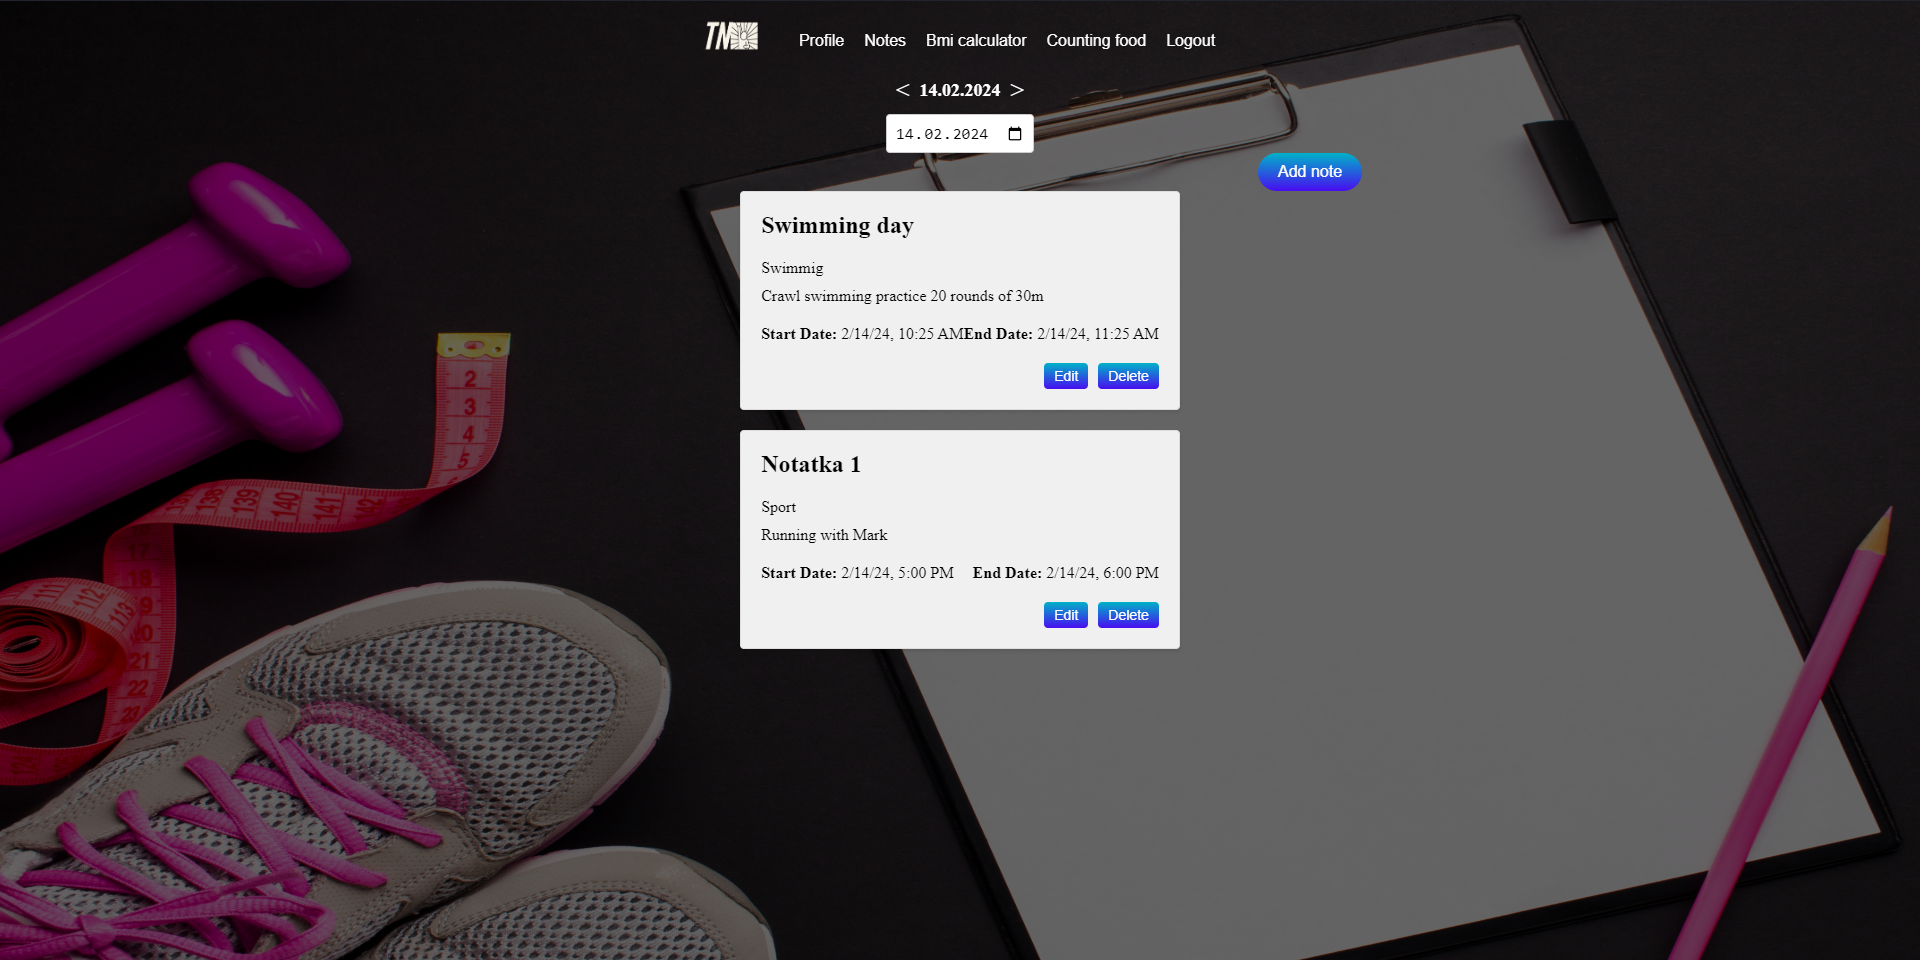 TM
Profile Notes Bmi calculator Counting food Logout
< 14.02.2024 >
14.02.2024
Add note
Swimming day
Swimmig
Crawl swimming practice 20 rounds of 30m
Start Date: 2/14/24, 10:25 AMEnd Date: 2/14/24, 11:25 AM
Edit Delete
Notatka 1
Sport
Running with Mark
Start Date: 2/14/24, 5:00 PM End Date: 2/14/24, 6:00 PM
Edit Delete
2
3
4
5
138 139 140 141 142
17
18
9
20
21
22
23
111 112 113